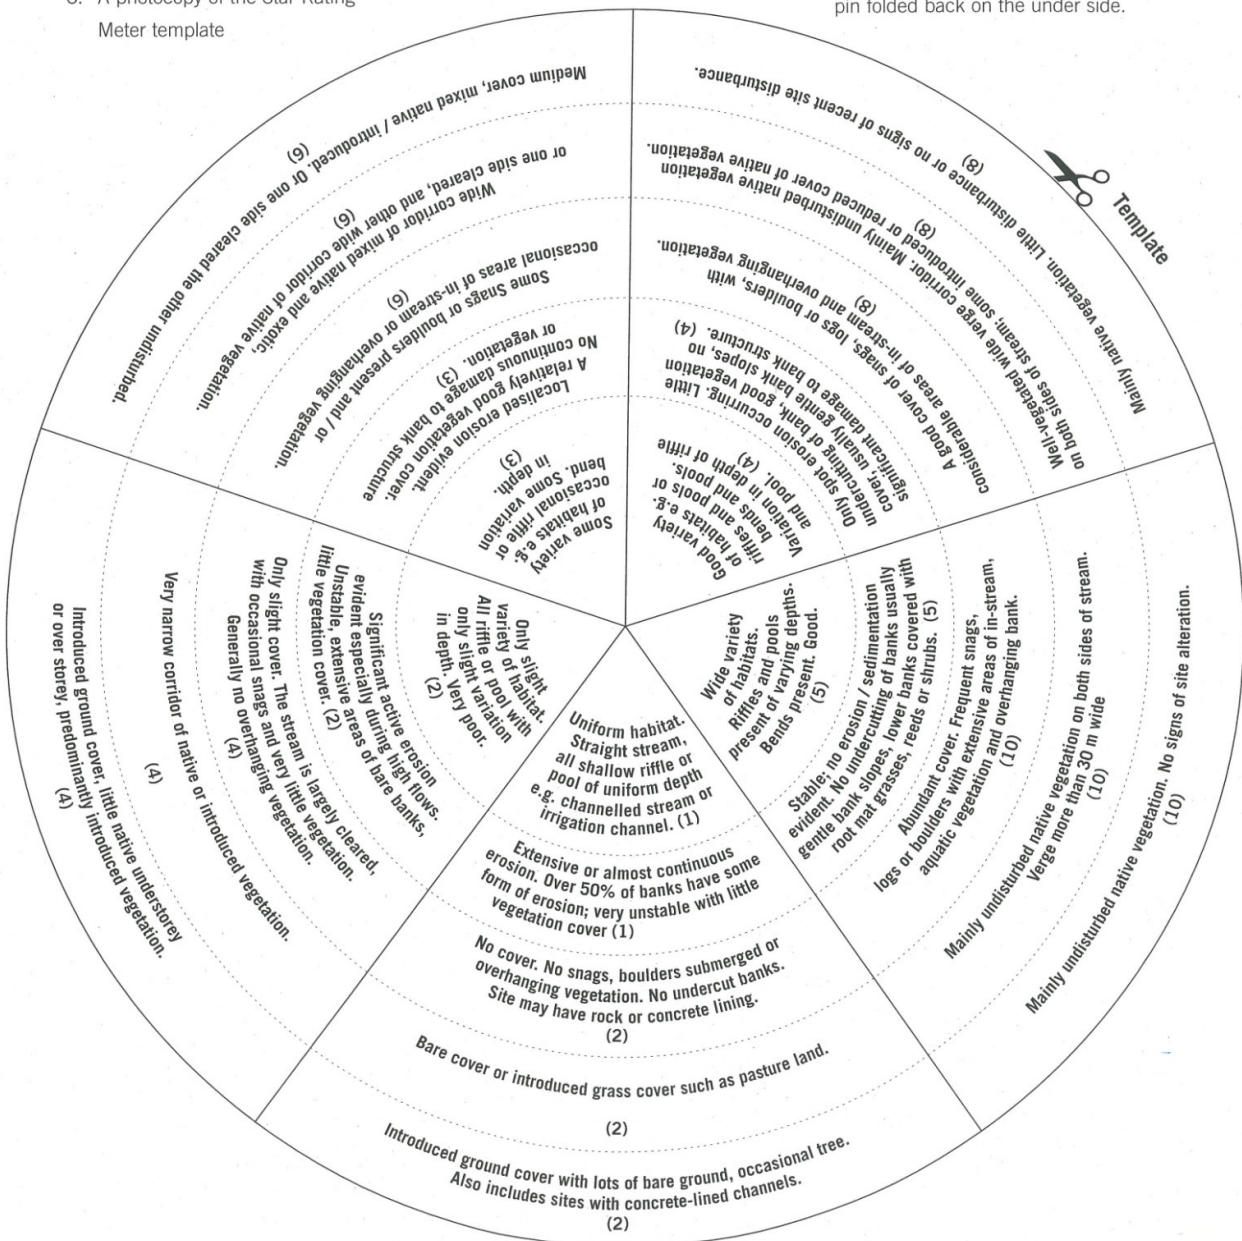 Meter template
pin folded back on the under side.
Template
Mainly native vegetation. Little disturbance or no signs of recent site disturbance.
(8)
Well-vegetated wide verge corridor. Mainly undisturbed native vegetation
on both sides of stream, some introduced or reduced cover of native vegetation.
(8)
A good cover of snags, logs or boulders, with
considerable areas of in-stream and overhanging vegetation.
(8)
Only spot erosion occurring. Little
undercutting of bank, good vegetation
cover, usually gentle bank slopes, no
significant damage to bank structure. (4)
Good variety
of habitats e.g.
riffles and pools or
bends and pools.
Variation in depth of riffle
and pool. (4)
Mainly undisturbed native vegetation. No signs of site alteration.
(10)
Mainly undisturbed native vegetation on both sides of stream.
Verge more than 30 m wide
(10)
Abundant cover. Frequent snags,
logs or boulders with extensive areas of in-stream,
aquatic vegetation and overhanging bank.
(10)
Stable; no erosion / sedimentation
evident. No undercutting of banks usually
gentle bank slopes, lower banks covered with
root mat grasses, reeds or shrubs. (5)
Wide variety
of habitats.
Riffles and pools
present of varying depths.
Bends present. Good.
(5)
Uniform habitat.
Straight stream,
all shallow riffle or
pool of uniform depth
e.g. channelled stream or
irrigation channel. (1)
Extensive or almost continuous
erosion. Over 50% of banks have some
form of erosion; very unstable with little
vegetation cover (1)
No cover. No snags, boulders submerged or
overhanging vegetation. No undercut banks.
Site may have rock or concrete lining.
(2)
Bare cover or introduced grass cover such as pasture land.
(2)
Introduced ground cover with lots of bare ground, occasional tree.
Also includes sites with concrete-lined channels.
(2)
Only slight
variety of habitat.
All riffle or pool with
only slight variation
in depth. Very poor.
(2)
Significant active erosion
evident especially during high flows.
Unstable, extensive areas of bare banks,
little vegetation cover. (2)
Only slight cover. The stream is largely cleared,
with occasional snags and very little vegetation.
Generally no overhanging vegetation.
(4)
Very narrow corridor of native or introduced vegetation.
(4)
Introduced ground cover, little native understorey
or over storey, predominantly introduced vegetation.
(4)
Some variety
of habitats e.g.
occasional riffle or
bend. Some variation
in depth.
(3)
Localised erosion evident.
A relatively good vegetation cover.
No continuous damage to bank structure
or vegetation. (3)
Some Snags or boulders present and / or
occasional areas of in-stream or overhanging vegetation.
(6)
Wide corridor of mixed native and exotic,
or one side cleared, and other wide corridor of native vegetation.
(6)
Medium cover, mixed native / introduced. Or one side cleared the other undisturbed.
(6)